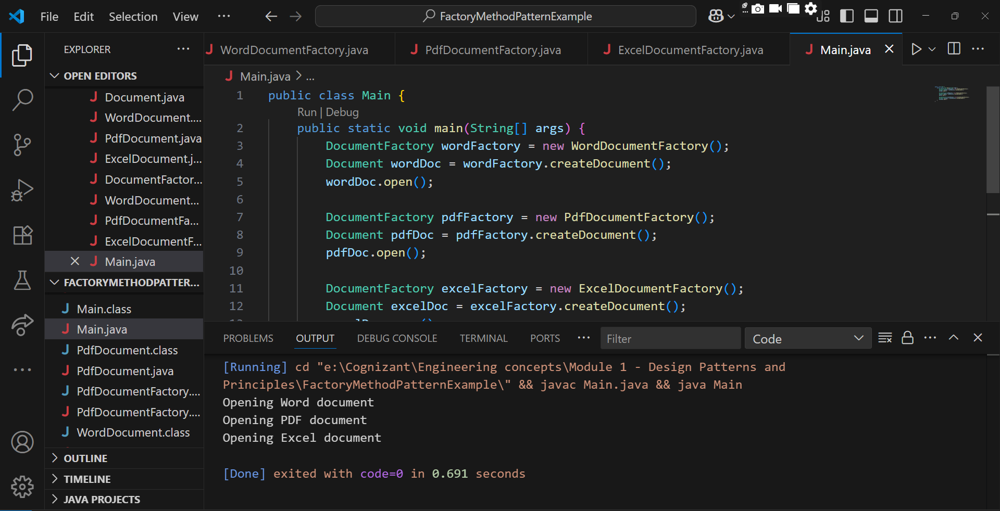 File Edit Selection View ... FactoryMethodPatternExample
EXPLORER ...
OPEN EDITORS
Document.java
WordDocument....
PdfDocument.java
ExcelDocument.j...
DocumentFactor...
WordDocument...
PdfDocumentFa...
ExcelDocumentF...
Main.java
FACTORYMETHODPATTER...
Main.class
Main.java
PdfDocument.class
PdfDocument.java
PdfDocumentFactory....
PdfDocumentFactory....
WordDocument.class
OUTLINE
TIMELINE
JAVA PROJECTS
WordDocumentFactory.java PdfDocumentFactory.java ExcelDocumentFactory.java Main.java
Main.java > ...
1 public class Main {
Run | Debug
2 public static void main(String[] args) {
3 DocumentFactory wordFactory = new WordDocumentFactory();
4 Document wordDoc = wordFactory.createDocument();
5 wordDoc.open();
6
7 DocumentFactory pdfFactory = new PdfDocumentFactory();
8 Document pdfDoc = pdfFactory.createDocument();
9 pdfDoc.open();
10
11 DocumentFactory excelFactory = new ExcelDocumentFactory();
12 Document excelDoc = excelFactory.createDocument();
PROBLEMS OUTPUT DEBUG CONSOLE TERMINAL PORTS ... Filter Code
[Running] cd "e:\Cognizant\Engineering concepts\Module 1 - Design Patterns and
Principles\FactoryMethodPatternExample\" && javac Main.java && java Main
Opening Word document
Opening PDF document
Opening Excel document
[Done] exited with code=0 in 0.691 seconds